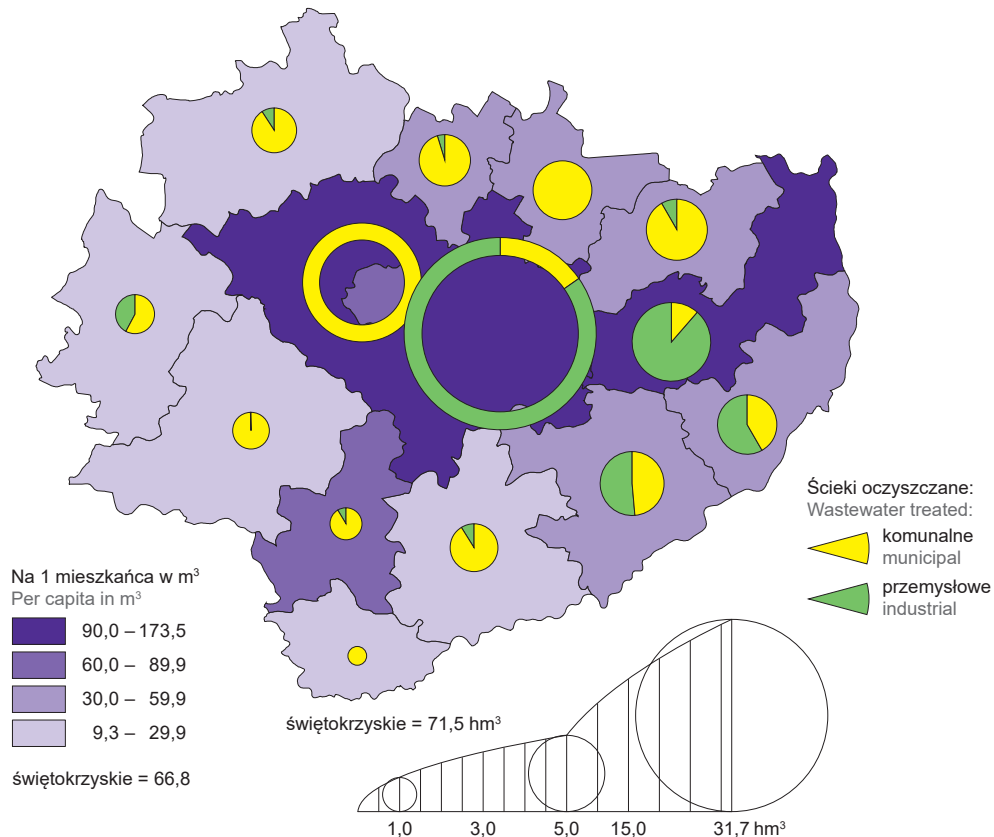 Ścieki oczyszczane:
Wastewater treated:
komunalne
municipal
przemysłowe
industrial
Na 1 mieszkańca w m³
Per capita in m³
90,0 – 173,5
60,0 – 89,9
30,0 – 59,9
9,3 – 29,9
świętokrzyskie = 66,8
świętokrzyskie = 71,5 hm³
1,0 3,0 5,0 15,0 31,7 hm³